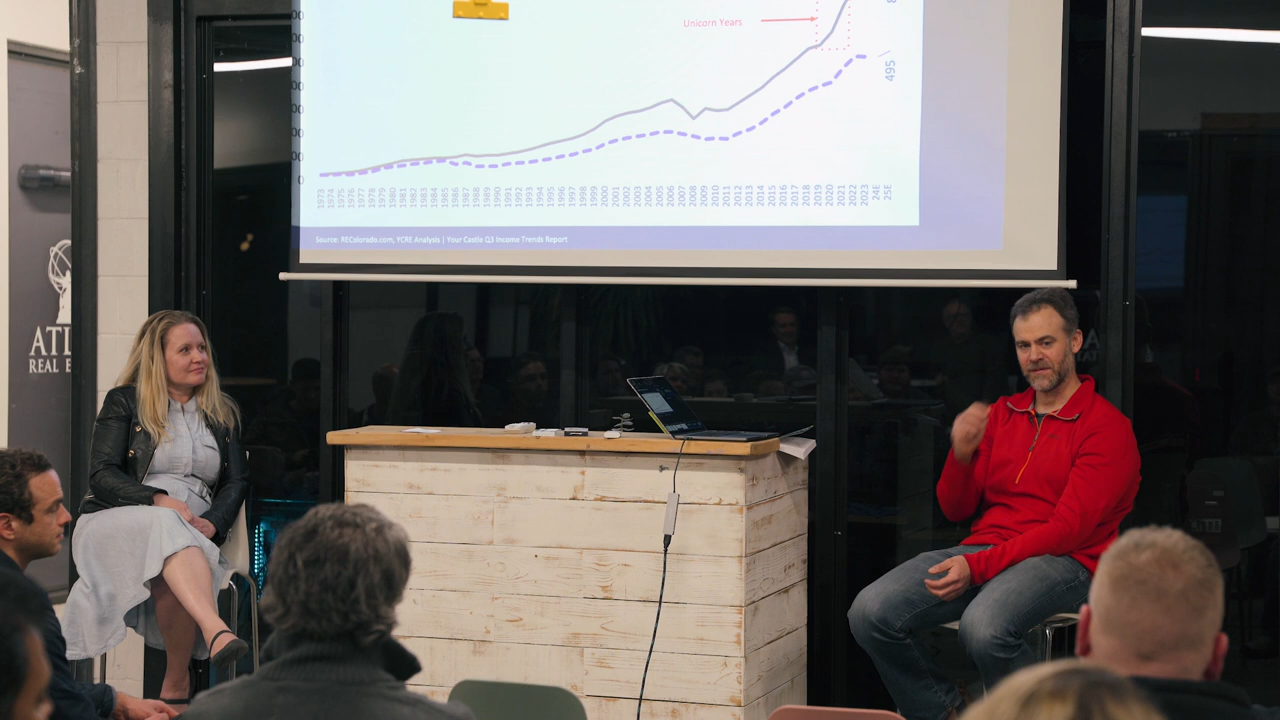 Unicorn Years
495
0
1973 1974 1975 1976 1977 1978 1979 1980 1981 1982 1983 1984 1985 1986 1987 1988 1989 1990 1991 1992 1993 1994 1995 1996 1997 1998 1999 2000 2001 2002 2003 2004 2005 2006 2007 2008 2009 2010 2011 2012 2013 2014 2015 2016 2017 2018 2019 2020 2021 2022 2023 24E 25E
Source: REColorado.com, YCRE Analysis | Your Castle Q3 Income Trends Report
REAL E